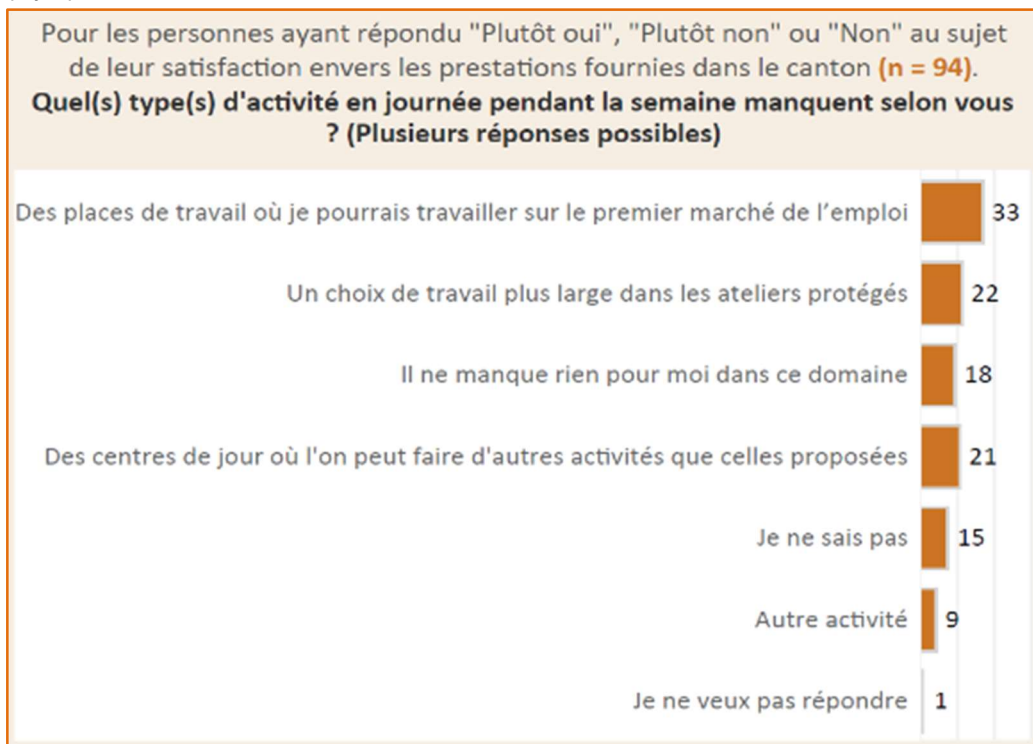 Pour les personnes ayant répondu "Plutôt oui", "Plutôt non" ou "Non" au sujet
de leur satisfaction envers les prestations fournies dans le canton (n = 94).
Quel(s) type(s) d'activité en journée pendant la semaine manquent selon vous
? (Plusieurs réponses possibles)
Des places de travail où je pourrais travailler sur le premier marché de l’emploi 33
Un choix de travail plus large dans les ateliers protégés 22
Il ne manque rien pour moi dans ce domaine 18
Des centres de jour où l'on peut faire d'autres activités que celles proposées 21
Je ne sais pas 15
Autre activité 9
Je ne veux pas répondre 1